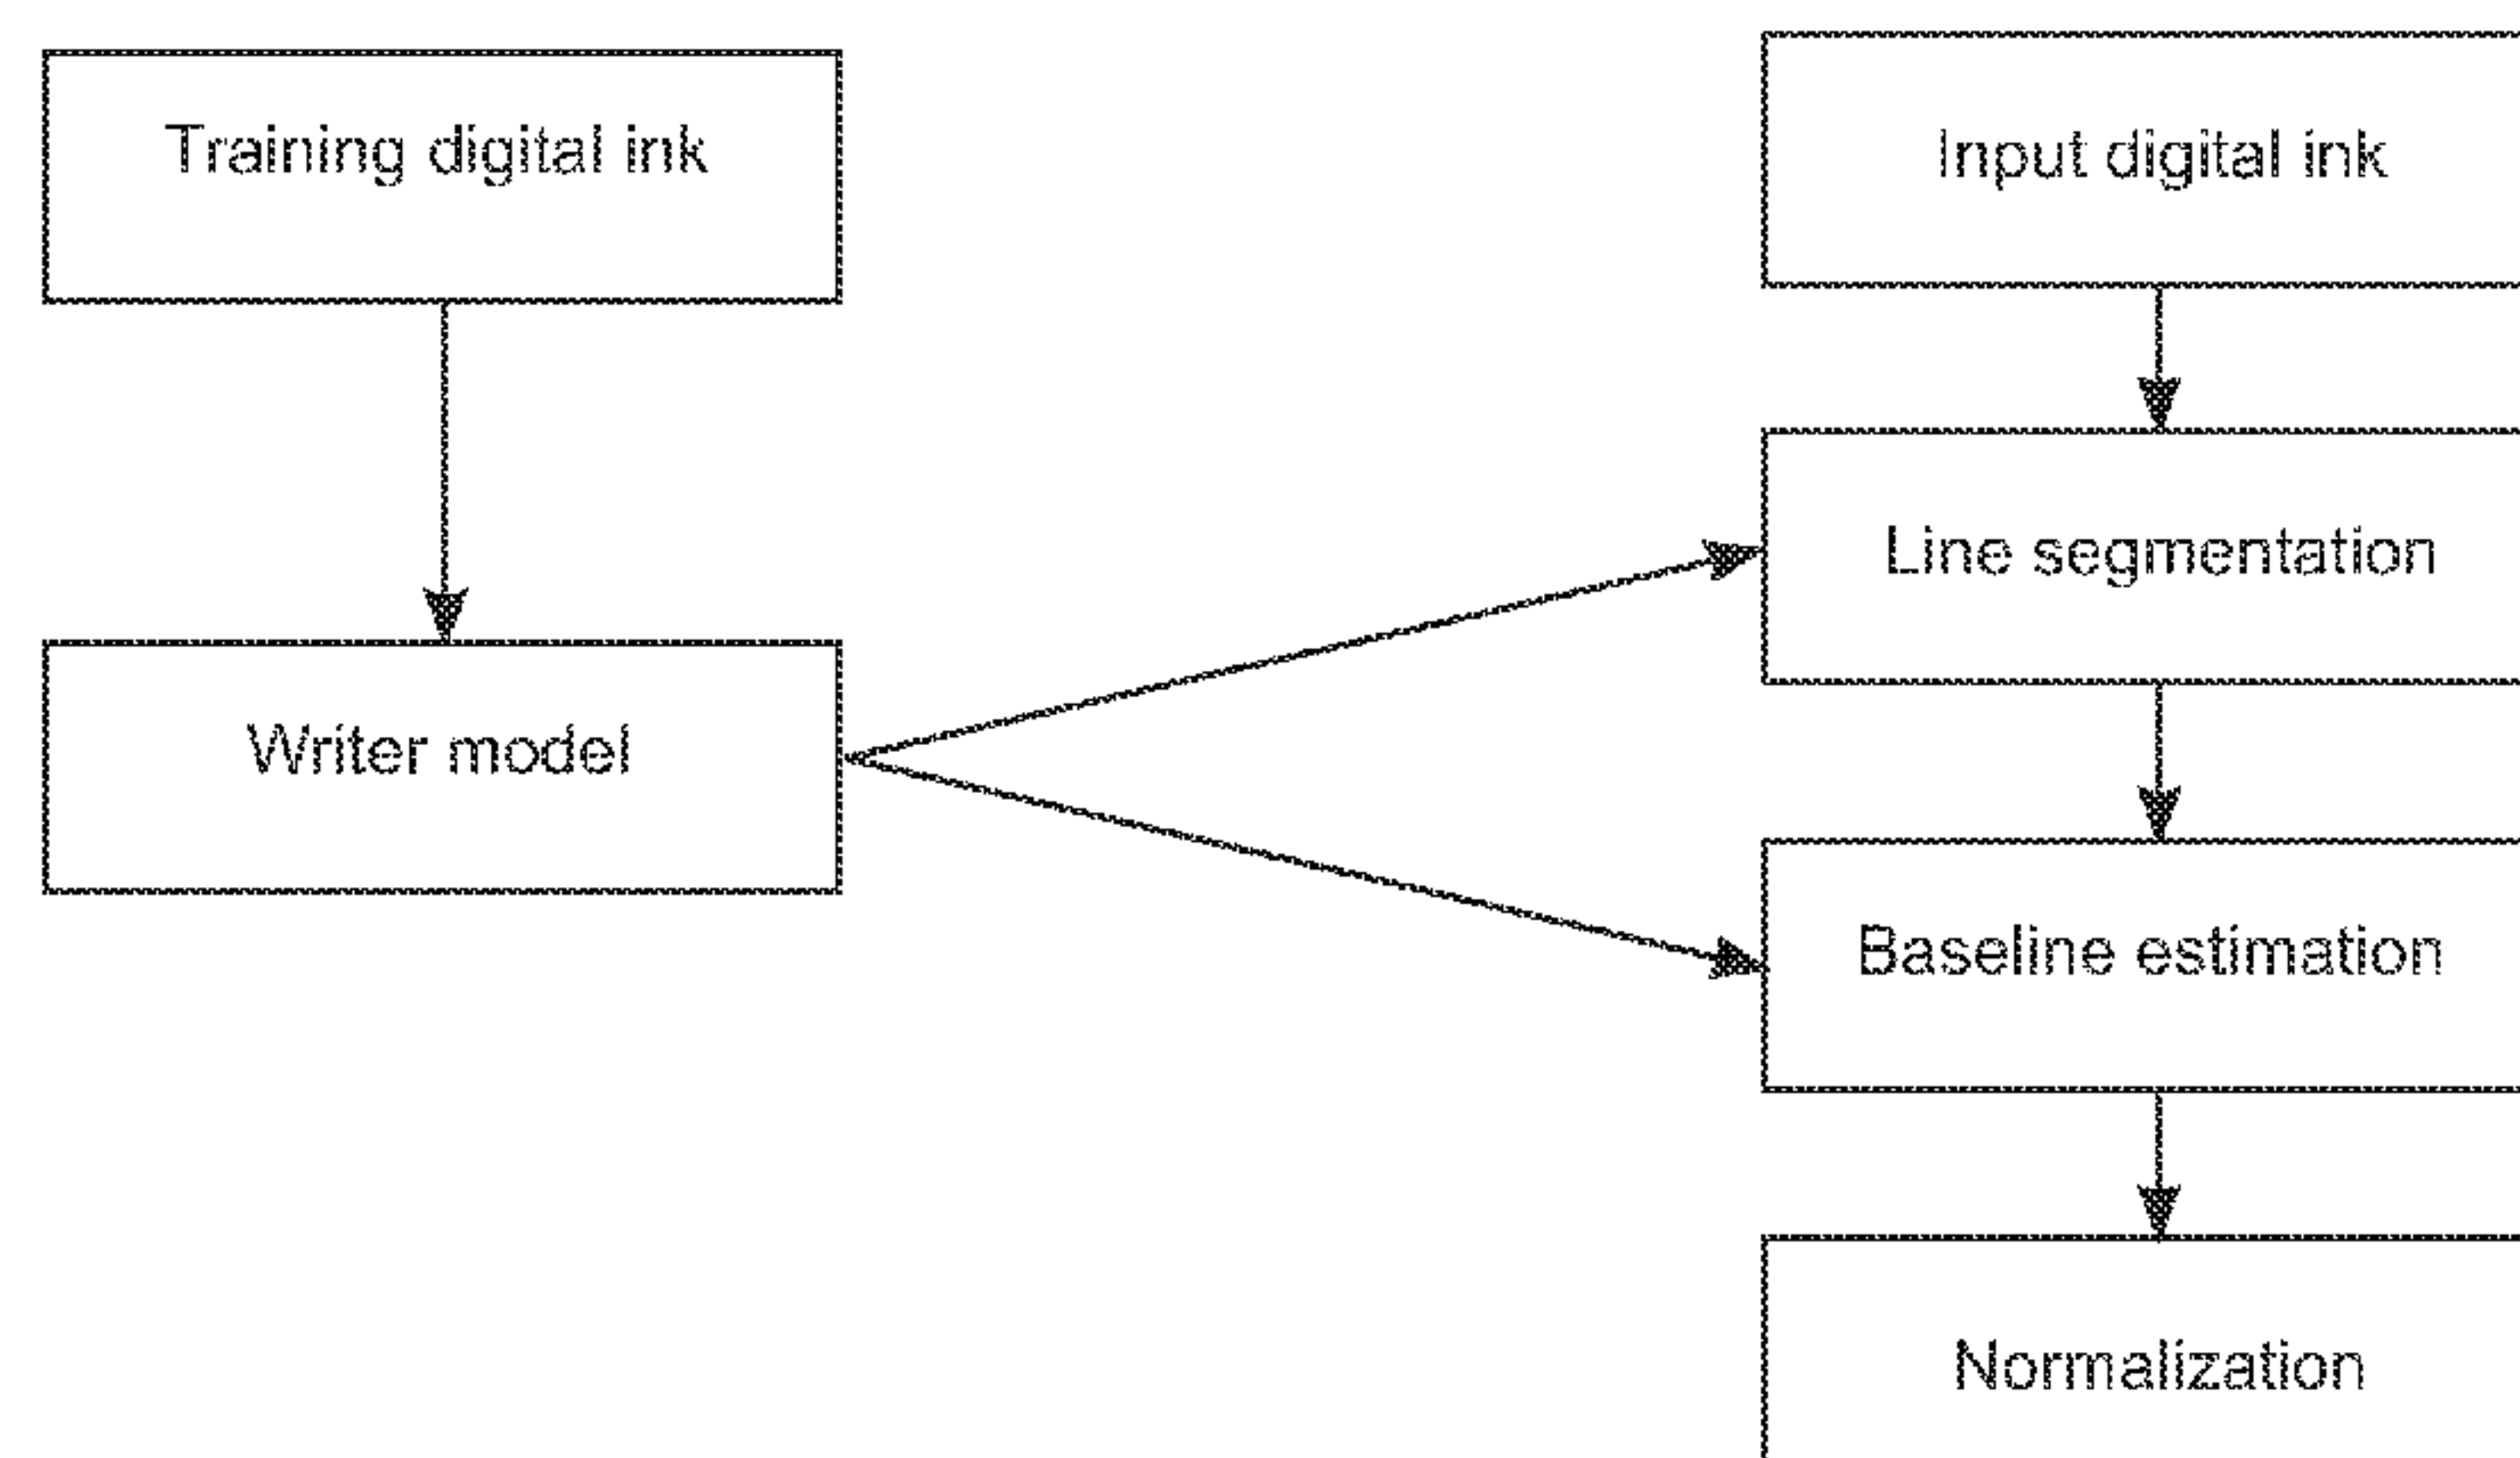 Training digital ink
Writer model
Input digital ink
Line segmentation
Baseline estimation
Normalization